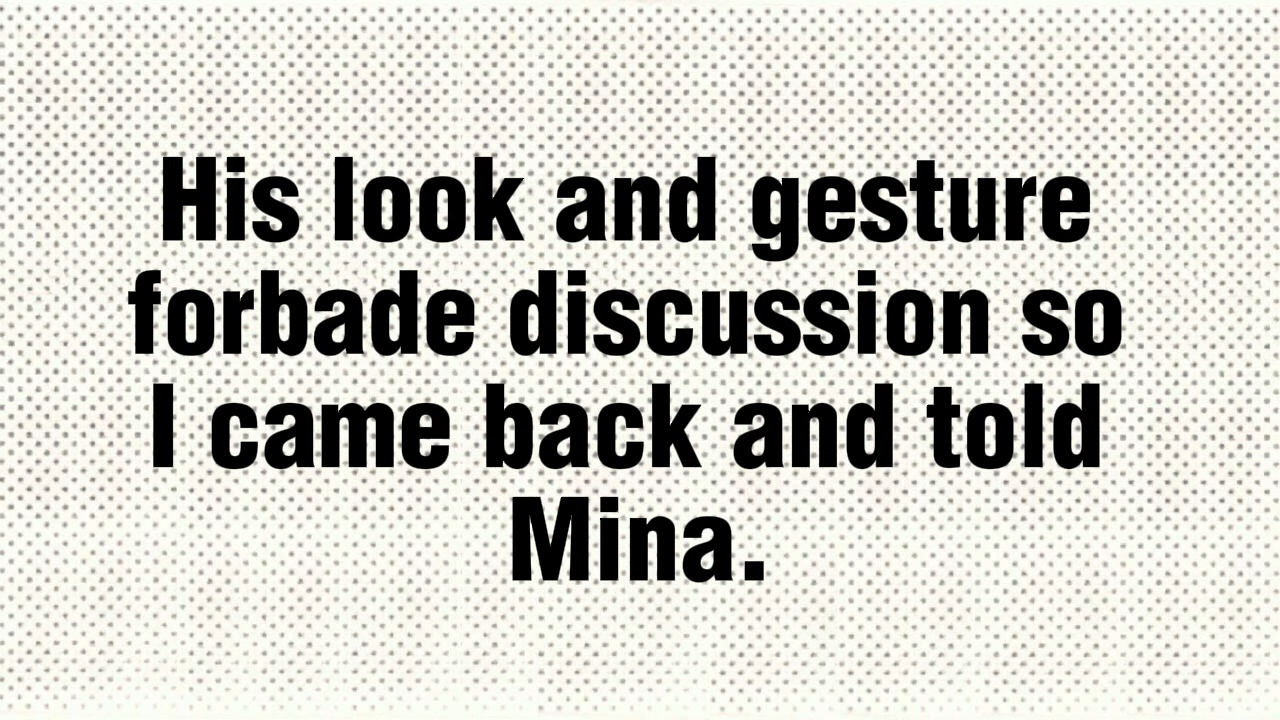 His look and gesture
forbade discussion so
I came back and told
Mina.